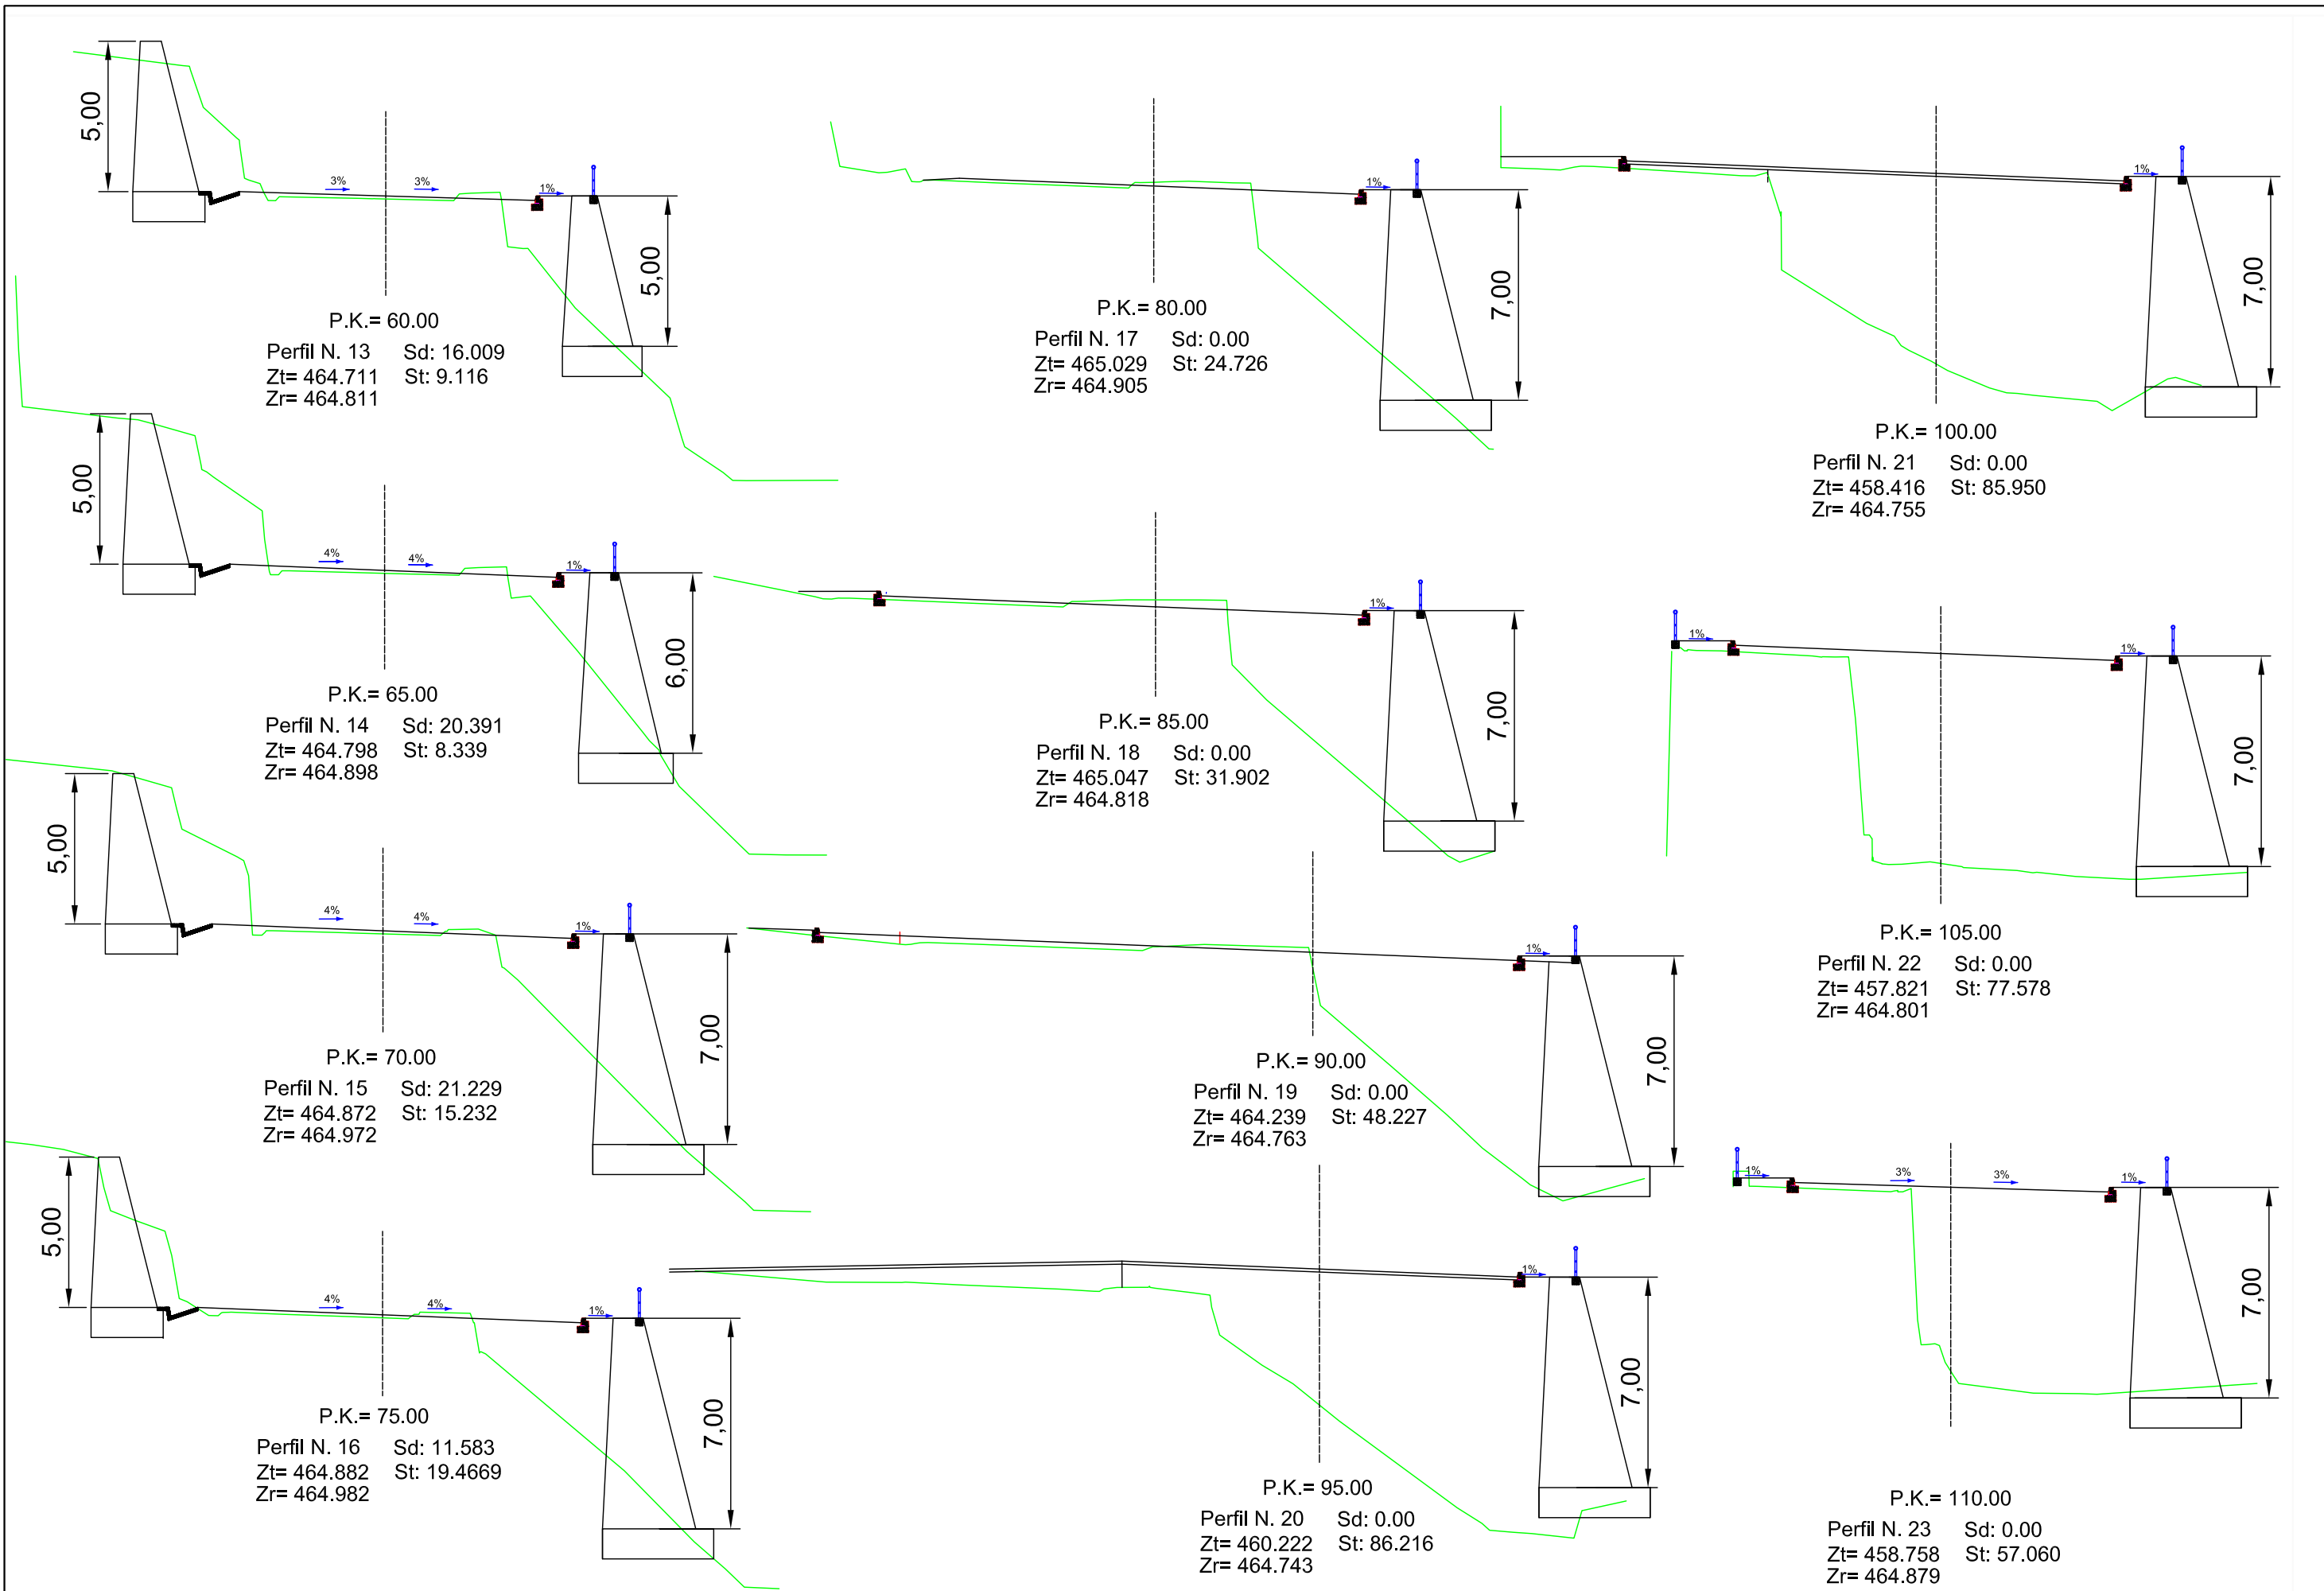 5,00
3% 3% 1%
5,00
P.K.= 60.00
Perfil N. 13 Sd: 16.009
Zt= 464.711 St: 9.116
Zr= 464.811
5,00
4% 4% 1%
6,00
P.K.= 65.00
Perfil N. 14 Sd: 20.391
Zt= 464.798 St: 8.339
Zr= 464.898
5,00
4% 4% 1%
7,00
P.K.= 70.00
Perfil N. 15 Sd: 21.229
Zt= 464.872 St: 15.232
Zr= 464.972
5,00
4% 4% 1%
7,00
P.K.= 75.00
Perfil N. 16 Sd: 11.583
Zt= 464.882 St: 19.4669
Zr= 464.982
1%
7,00
P.K.= 80.00
Perfil N. 17 Sd: 0.00
Zt= 465.029 St: 24.726
Zr= 464.905
1%
7,00
P.K.= 85.00
Perfil N. 18 Sd: 0.00
Zt= 465.047 St: 31.902
Zr= 464.818
1%
7,00
P.K.= 90.00
Perfil N. 19 Sd: 0.00
Zt= 464.239 St: 48.227
Zr= 464.763
1%
7,00
P.K.= 95.00
Perfil N. 20 Sd: 0.00
Zt= 460.222 St: 86.216
Zr= 464.743
1%
7,00
P.K.= 100.00
Perfil N. 21 Sd: 0.00
Zt= 458.416 St: 85.950
Zr= 464.755
1% 1%
7,00
P.K.= 105.00
Perfil N. 22 Sd: 0.00
Zt= 457.821 St: 77.578
Zr= 464.801
1% 3% 3% 1%
7,00
P.K.= 110.00
Perfil N. 23 Sd: 0.00
Zt= 458.758 St: 57.060
Zr= 464.879